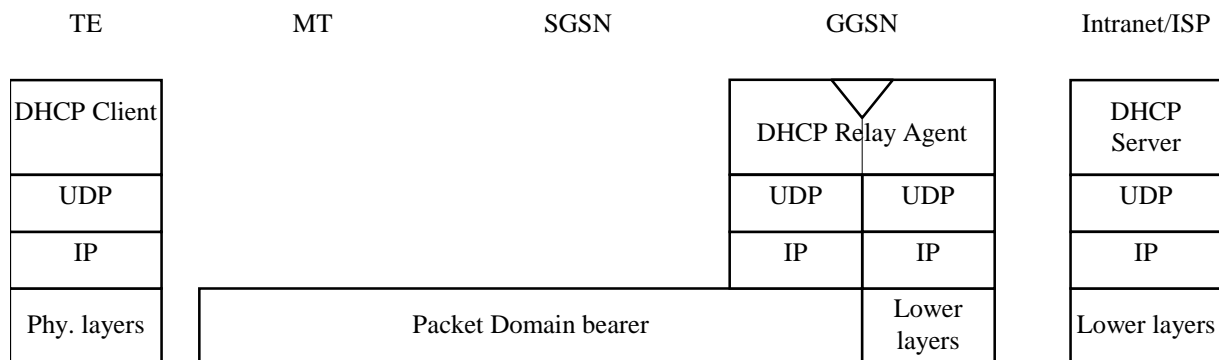 TE MT SGSN GGSN Intranet/ISP
DHCP Client
DHCP Relay Agent
DHCP
Server
UDP UDP UDP UDP
IP IP IP IP
Phy. layers Packet Domain bearer Lower
layers
Lower layers